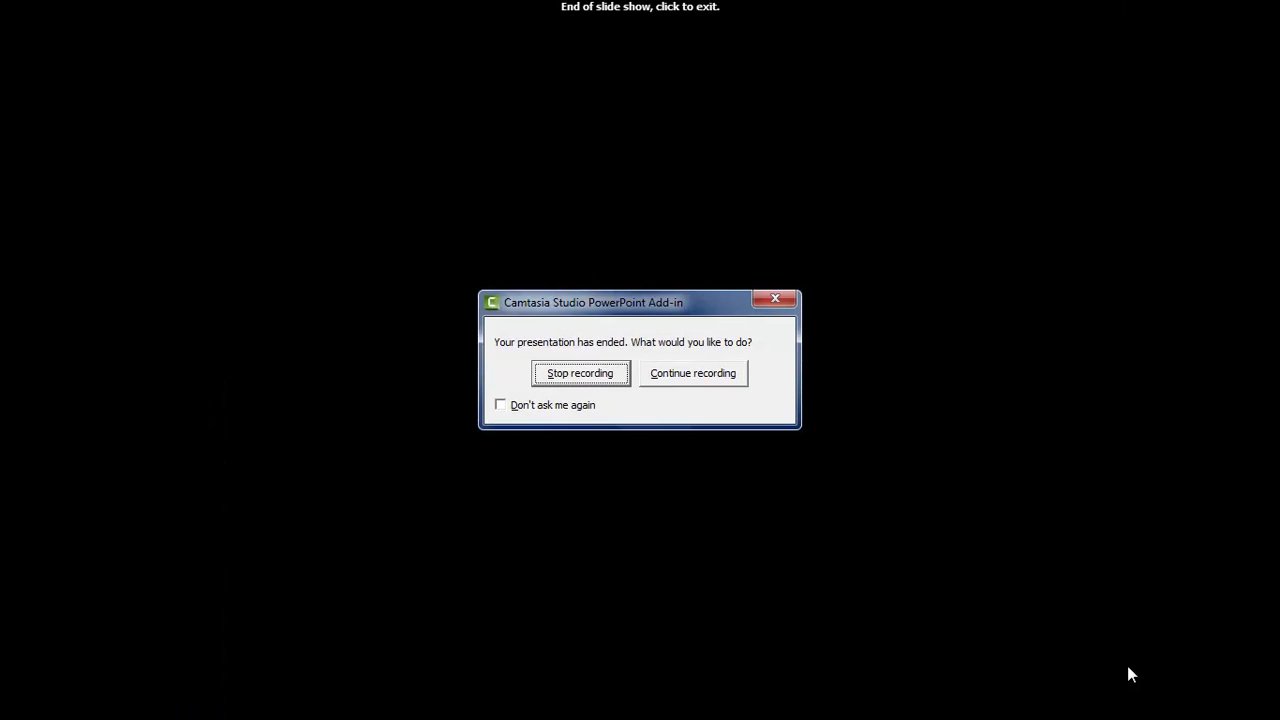 End of slide show, click to exit.
Camtasia Studio PowerPoint Add-in
Your presentation has ended. What would you like to do?
Stop recording
Continue recording
Don't ask me again